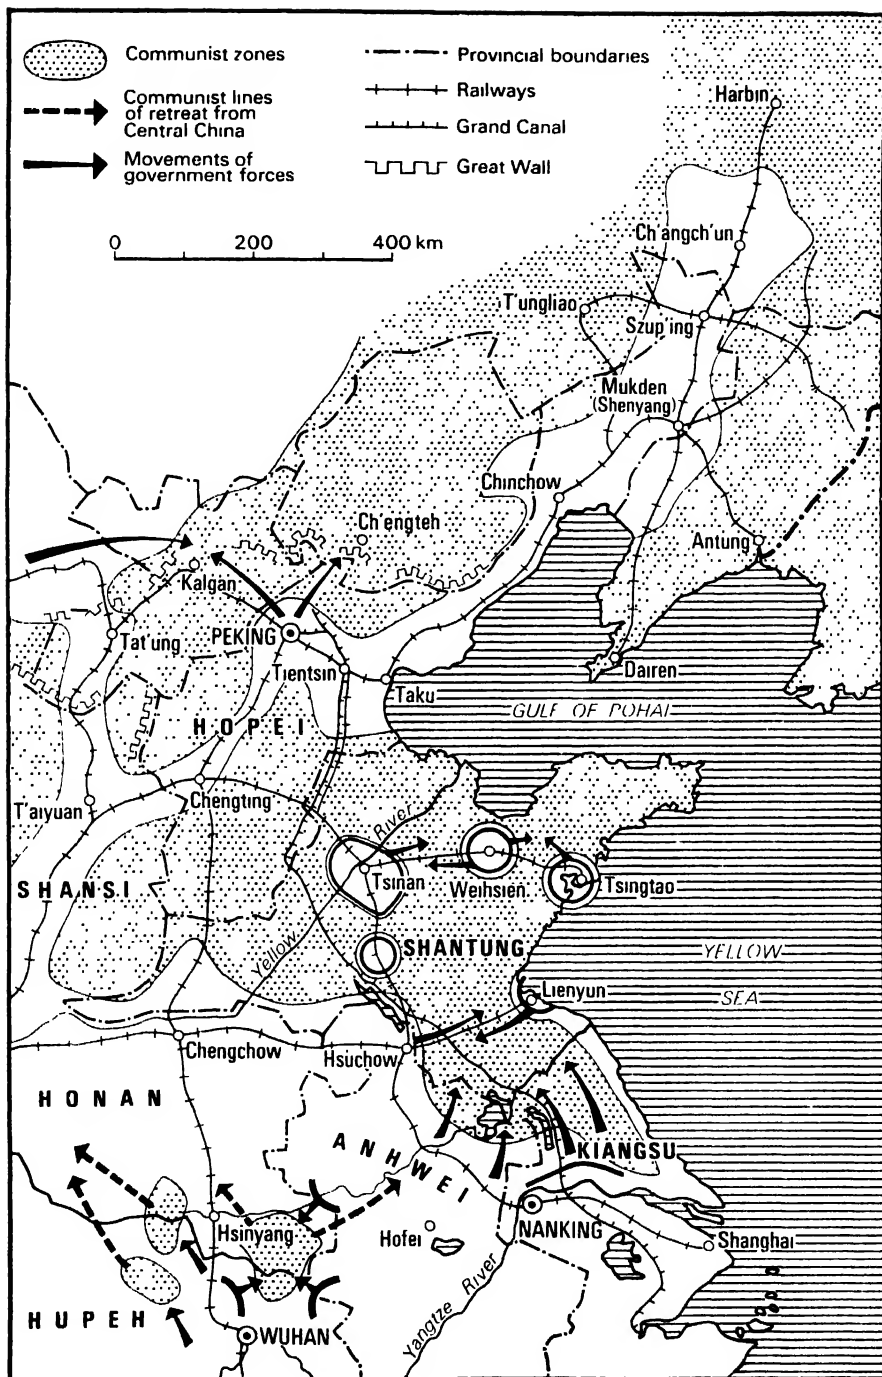 Communist zones
Communist lines
of retreat from
Central China
Movements of
government forces
Provincial boundaries
Railways
Grand Canal
Great Wall
0 200 400 km
Harbin
Ch'angch'un
T'ungliao
Szup'ing
Mukden
(Shenyang)
Chinchow
Ch'engteh
Antung
Kalgan
Tat'ung
PEKING
Tientsin
Taku
Dairen
GULF OF POHAI
HOPEI
Chengting
T'aiyuan
River
Tsinan
Weihsien
Tsingtao
SHANSI
Yellow
SHANTUNG
YELLOW
SEA
Lienyun
Chengchow
Hsuchow
HONAN
ANHWEI
KIANGSU
Hsinyang
Hofei
NANKING
Shanghai
HUPEH
WUHAN
Yangtze River